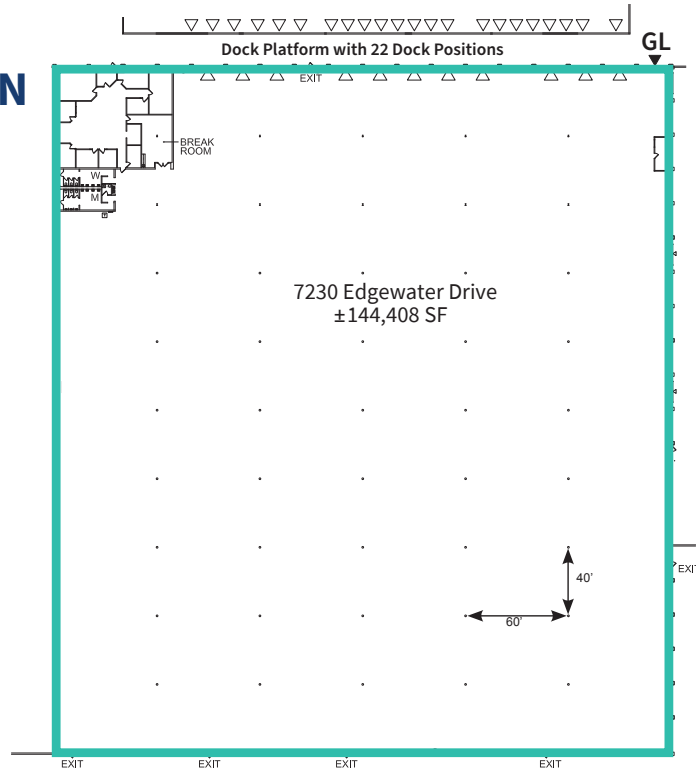 Dock Platform with 22 Dock Positions
GL
N
EXIT
BREAK
ROOM
W
M
7230 Edgewater Drive
±144,408 SF
40'
60'
EXIT
EXIT
EXIT
EXIT
EXIT